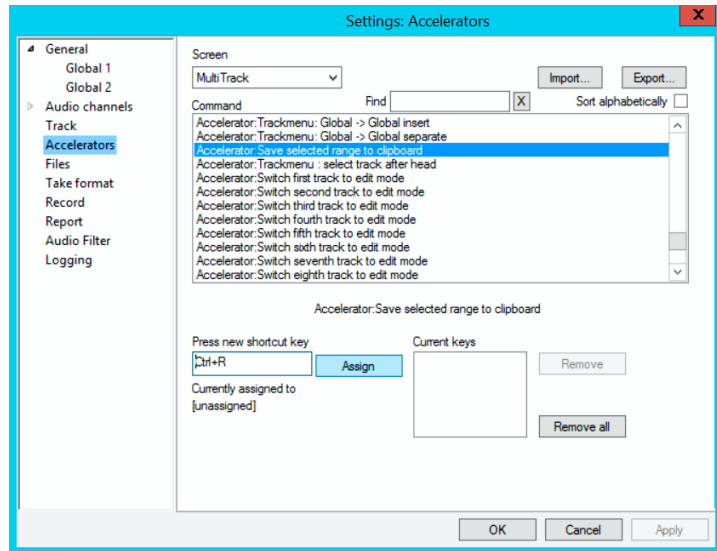 Settings: Accelerators
X
General
Global 1
Global 2
Audio channels
Track
Accelerators
Files
Take format
Record
Report
Audio Filter
Logging
Screen
MultiTrack
Import...
Export...
Command
Find
X
Sort alphabetically
Accelerator:Trackmenu: Global -> Global insert
Accelerator:Trackmenu: Global -> Global separate
Accelerator:Save selected range to clipboard
Accelerator:Trackmenu : select track after head
Accelerator:Switch first track to edit mode
Accelerator:Switch second track to edit mode
Accelerator:Switch third track to edit mode
Accelerator:Switch fourth track to edit mode
Accelerator:Switch fifth track to edit mode
Accelerator:Switch sixth track to edit mode
Accelerator:Switch seventh track to edit mode
Accelerator:Switch eighth track to edit mode
Accelerator:Save selected range to clipboard
Press new shortcut key
Ctrl+R
Assign
Currently assigned to
[unassigned]
Current keys
Remove
Remove all
OK
Cancel
Apply